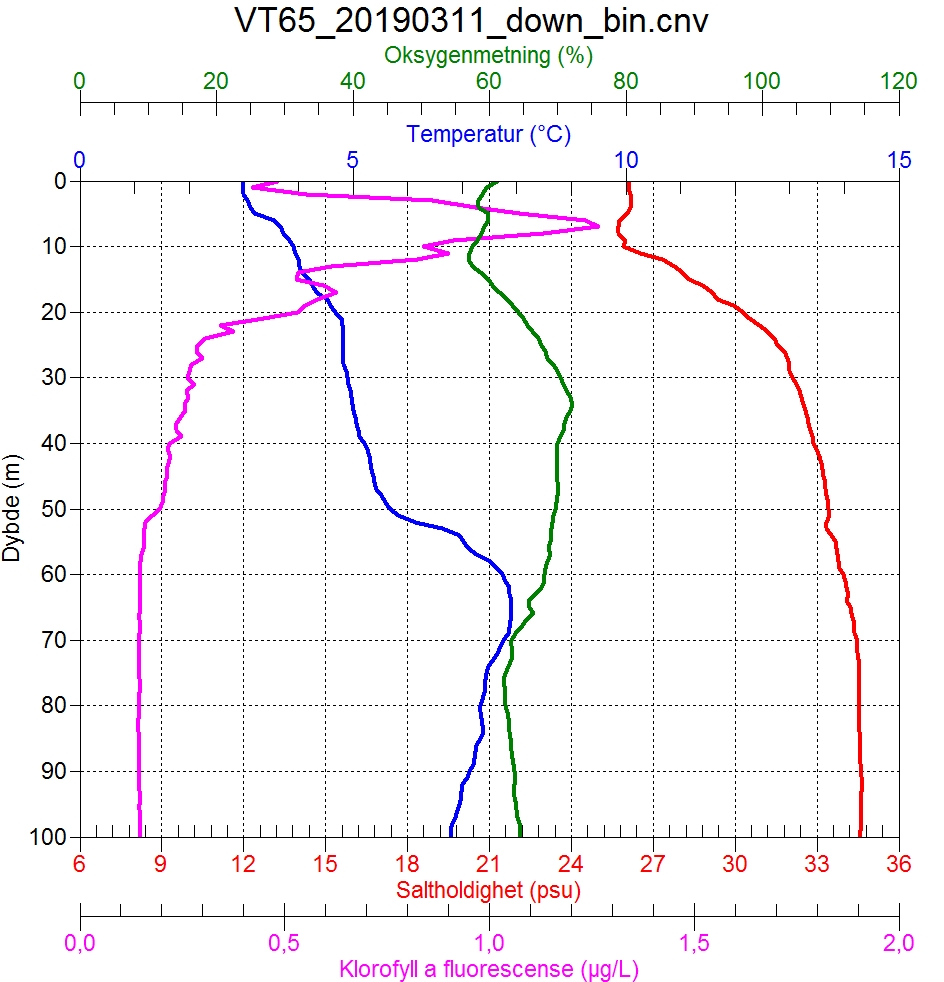 VT65_20190311_down_bin.cnv
Oksygenmetning (%)
0 20 40 60 80 100 120
Temperatur (°C)
0 5 10 15
0
10
20
30
40
50
60
70
80
90
100
Dybde (m)
6 9 12 15 18 21 24 27 30 33 36
Saltholdighet (psu)
0,0 0,5 1,0 1,5 2,0
Klorofyll a fluorescense (µg/L)